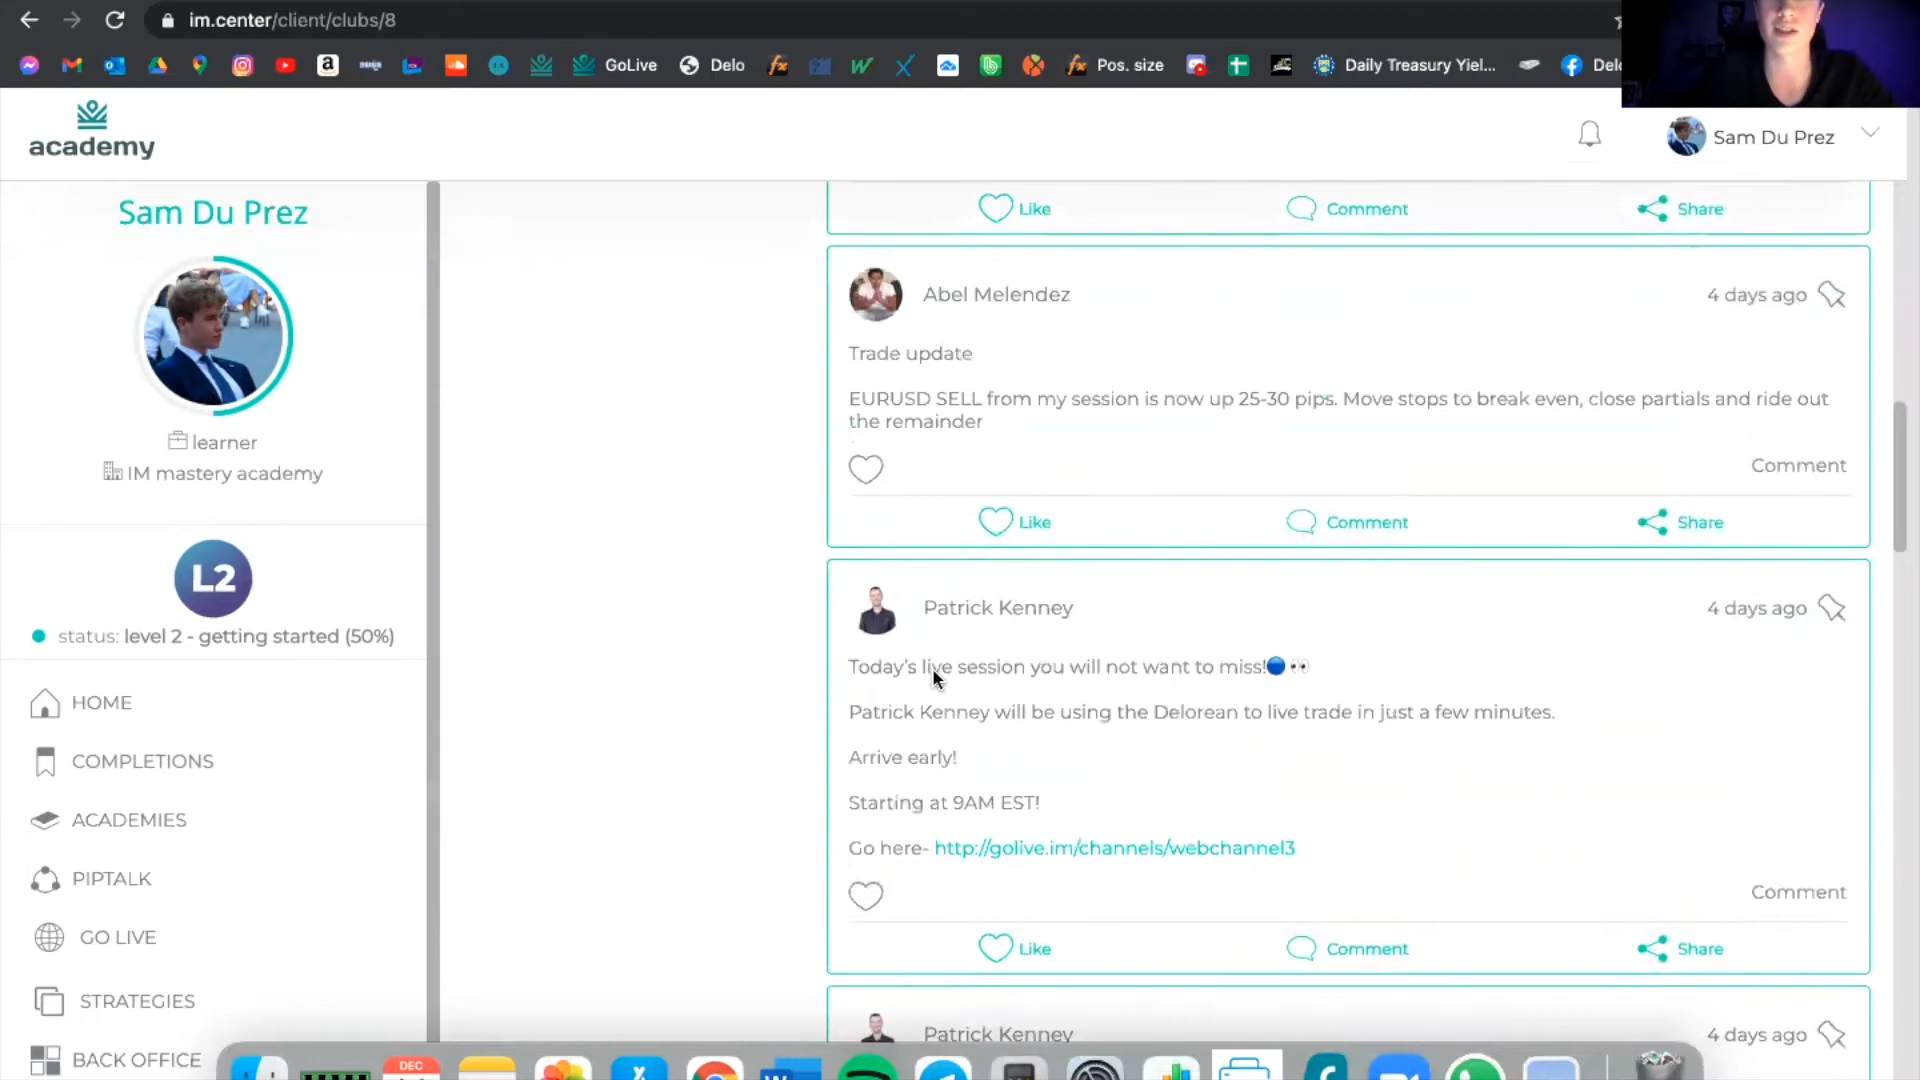 im.center/client/clubs/8
GoLive
Delo
Pos. size
Daily Treasury Yiel...
academy
Sam Du Prez
Sam Du Prez
learner
IM mastery academy
L2
status: level 2 - getting started (50%)
HOME
COMPLETIONS
ACADEMIES
PIPTALK
GO LIVE
STRATEGIES
BACK OFFICE
Like
Comment
Share
Abel Melendez
4 days ago
Trade update
EURUSD SELL from my session is now up 25-30 pips. Move stops to break even, close partials and ride out
the remainder
Comment
Like
Comment
Share
Patrick Kenney
4 days ago
Today's live session you will not want to miss!🔵👀
Patrick Kenney will be using the Delorean to live trade in just a few minutes.
Arrive early!
Starting at 9AM EST!
Go here- http://golive.im/channels/webchannel3
Comment
Like
Comment
Share
Patrick Kenney
4 days ago
DEC